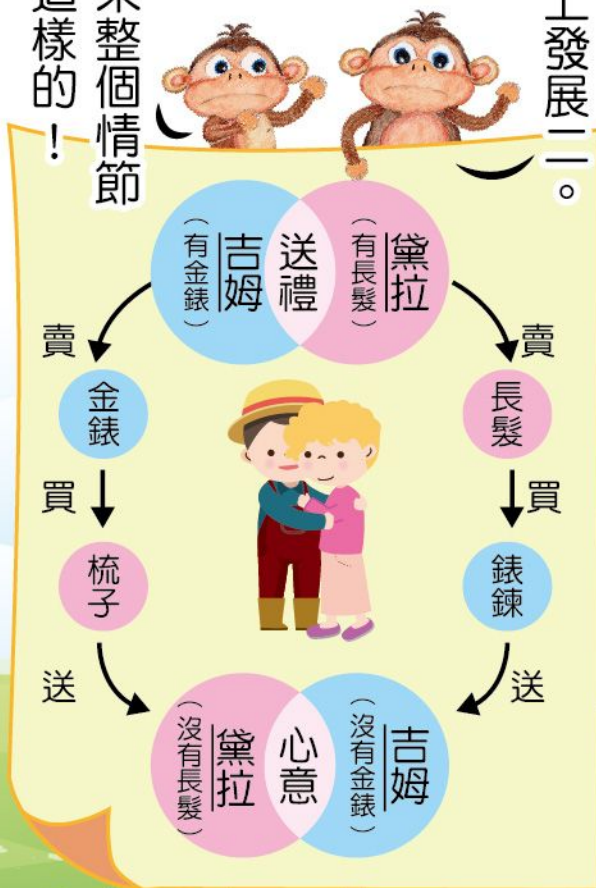 上發展二。
來整個情節
這樣的！
黛拉
（有長髮）
送禮
吉姆
（有金錶）
賣
長髮
買
錶鍊
送
賣
金錶
買
梳子
送
吉姆
（沒有金錶）
心意
黛拉
（沒有長髮）